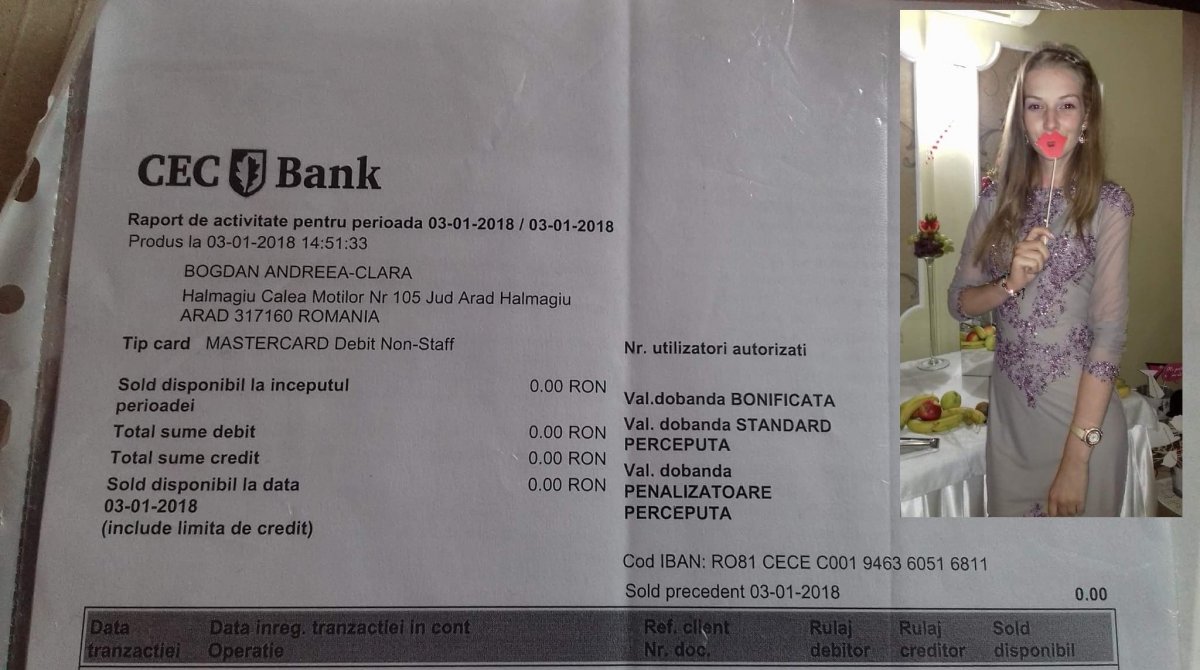 CEC Bank
Raport de activitate pentru perioada 03-01-2018 / 03-01-2018
Produs la 03-01-2018 14:51:33
BOGDAN ANDREEA-CLARA
Halmagiu Calea Motilor Nr 105 Jud Arad Halmagiu
ARAD 317160 ROMANIA
Tip card MASTERCARD Debit Non-Staff
Nr. utilizatori autorizati
Sold disponibil la inceputul perioadei 0.00 RON
Total sume debit 0.00 RON
Total sume credit 0.00 RON
Sold disponibil la data 0.00 RON
03-01-2018
(include limita de credit)
Val.dobanda BONIFICATA
Val. dobanda STANDARD
PERCEPUTA
Val. dobanda
PENALIZATOARE
PERCEPUTA
Cod IBAN: RO81 CECE C001 9463 6051 6811
Sold precedent 03-01-2018 0.00
Data Data inreg. tranzactiei in cont Ref. client Rulaj Rulaj Sold
tranzactiei Operatie Nr. doc. debitor creditor disponibil